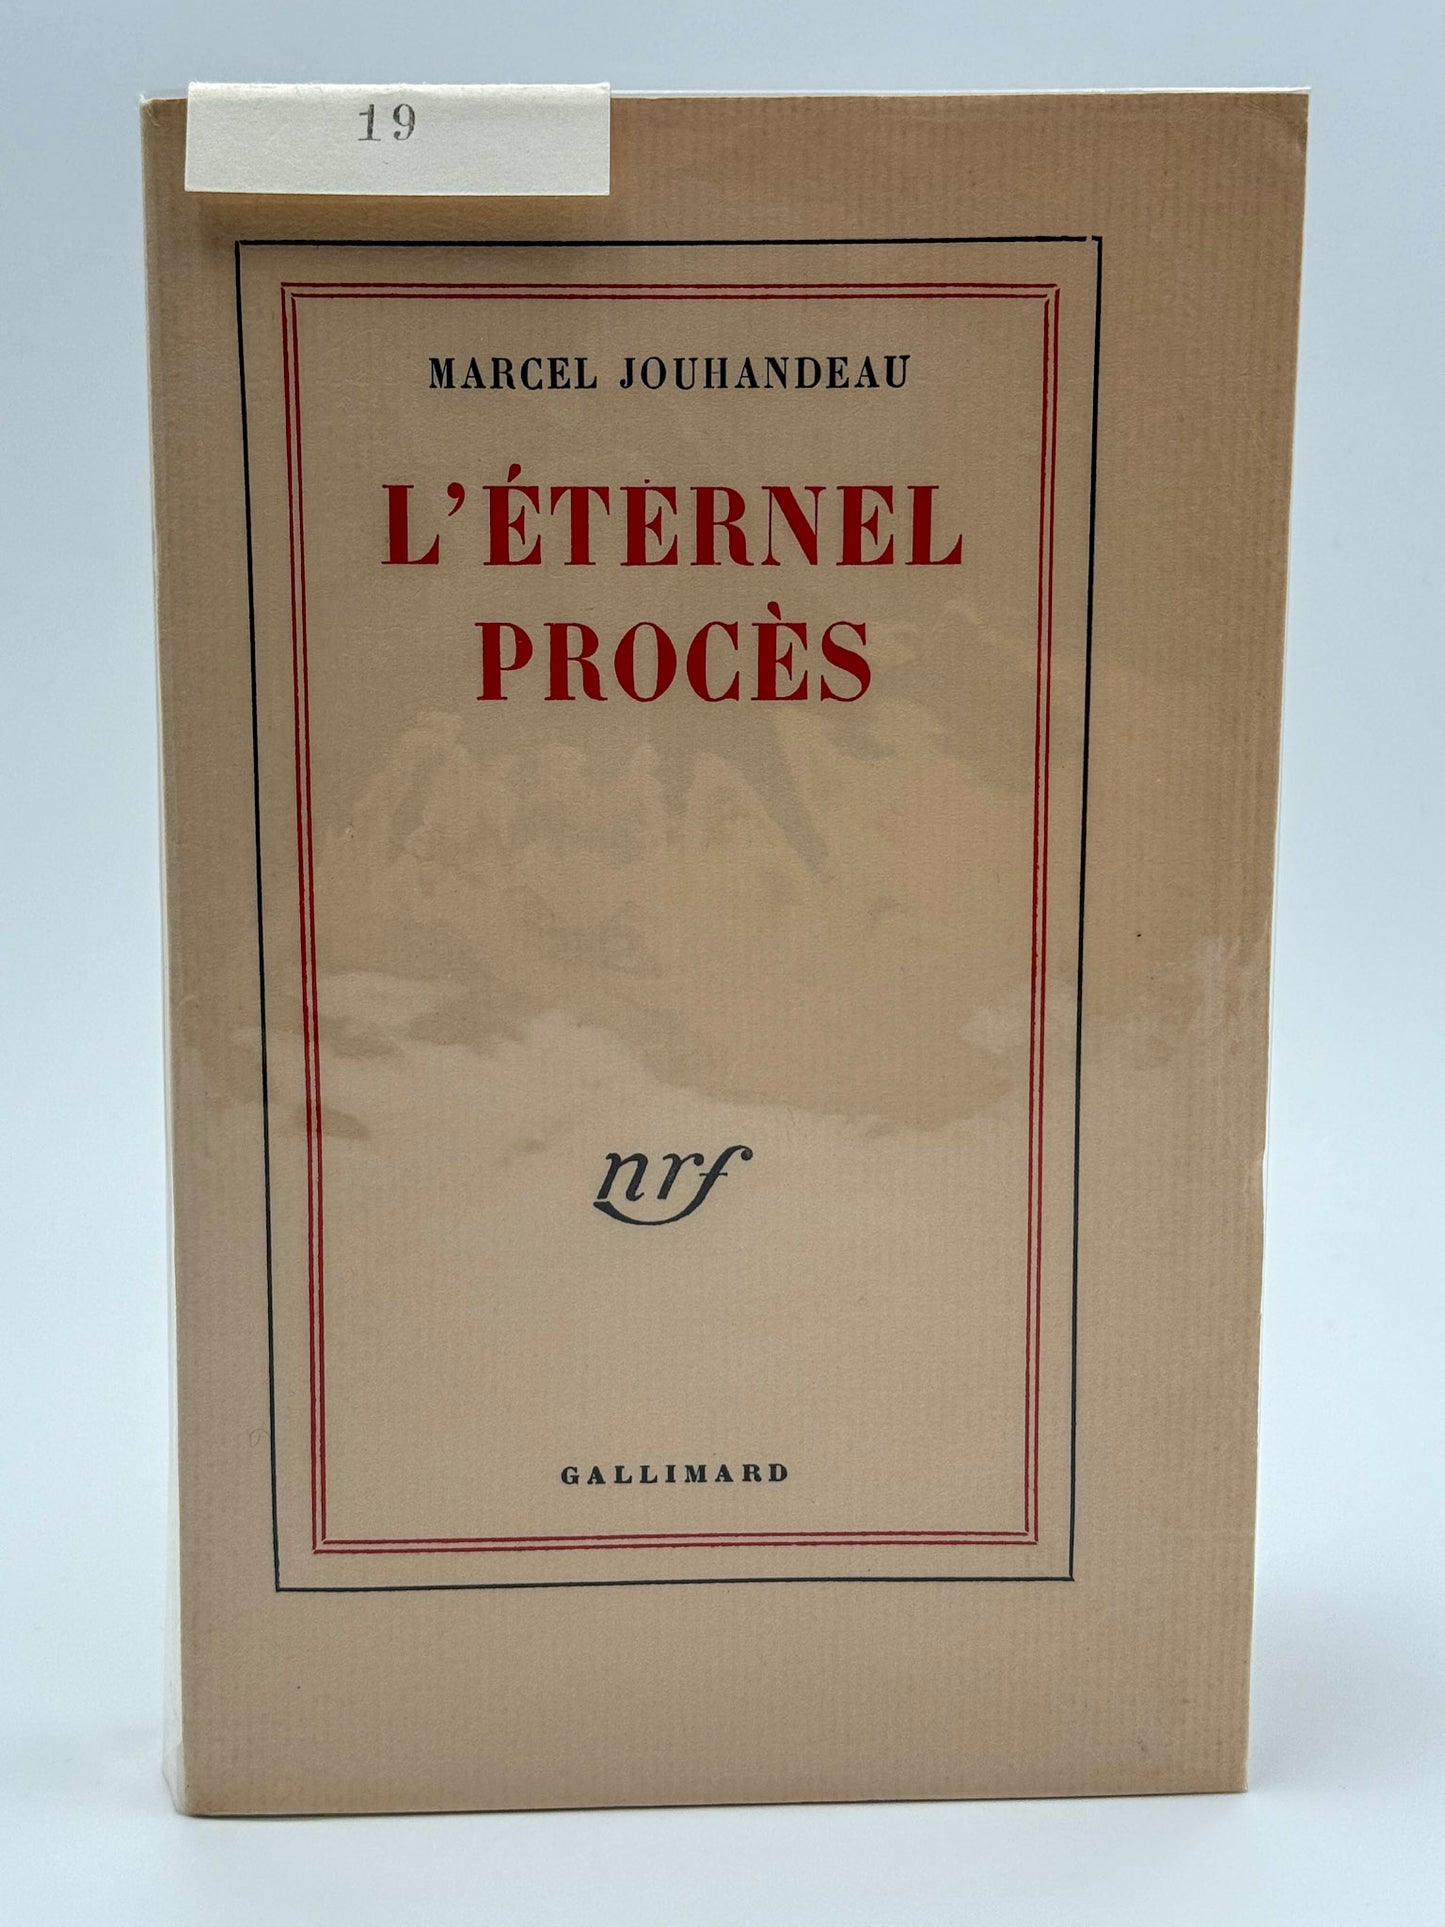 19
MARCEL JOUHANDEAU
L'ÉTERNEL
PROCÈS
nrf
GALLIMARD